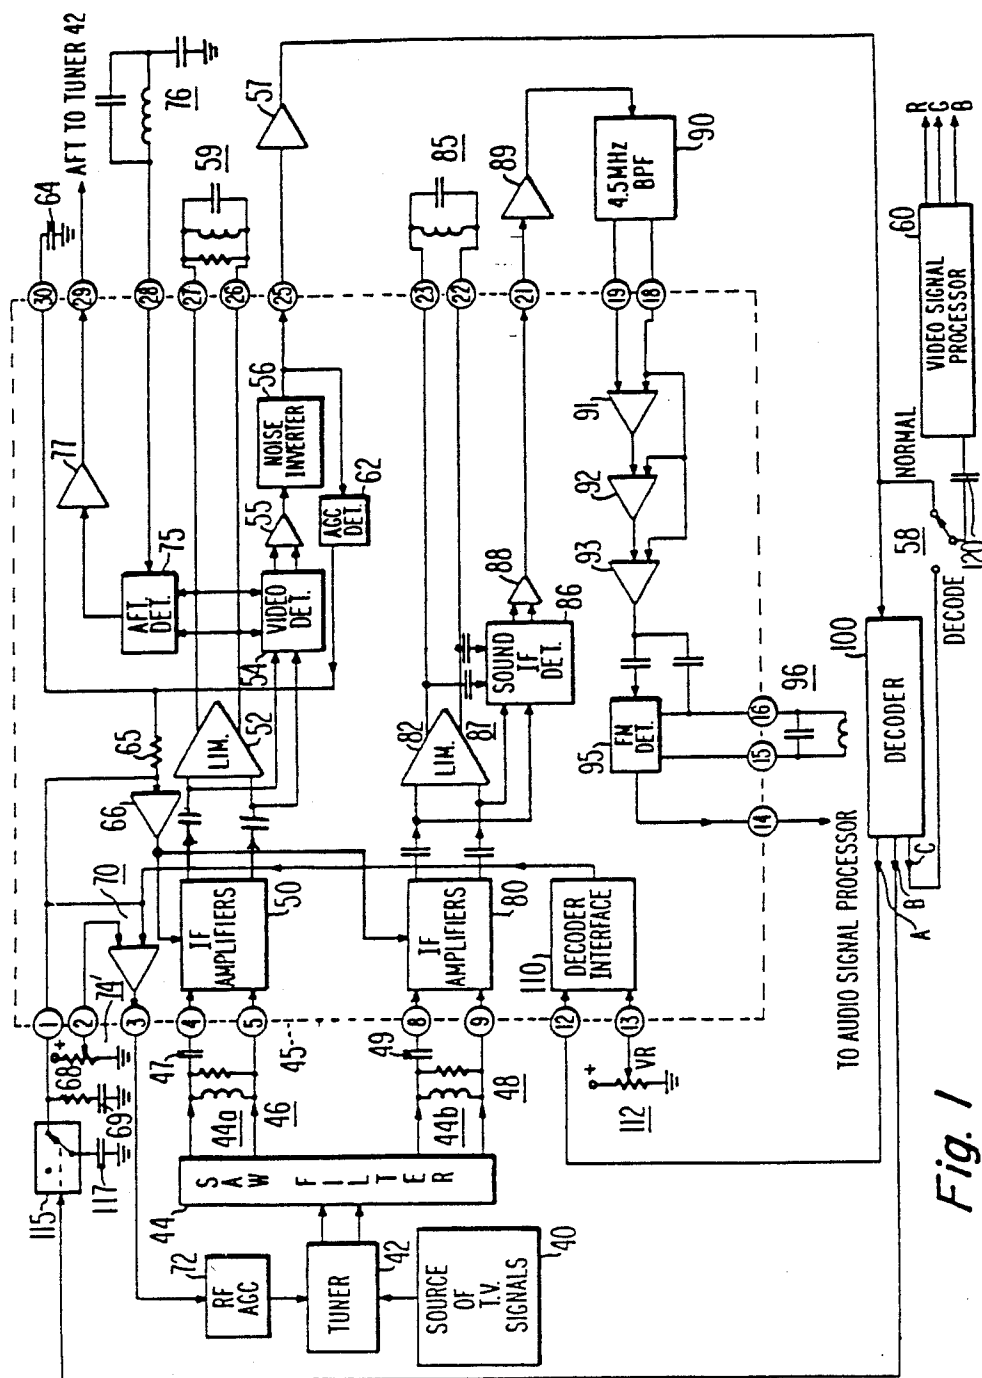 AFT TO TUNER 42
76
57
64
59
85
89
4.5MHz
BPF
90
R
G
B
60
VIDEO SIGNAL
PROCESSOR
30
29
28
27
26
25
23
22
21
19
18
77
75
AFT.
DET.
VIDEO
DET.
54
55
56
NOISE
INVERTER
AGC
DET.
62
65
66
LIM.
52
88
SOUND
IF
DET.
86
LIM.
82
87
91
92
93
95
FM
DET.
96
16
15
14
TO AUDIO SIGNAL PROCESSOR
NORMAL
58
DECODE
120
100
DECODER
A
B
C
70
74'
IF
AMPLIFIERS
50
IF
AMPLIFIERS
80
110
DECODER
INTERFACE
1
2
3
4
5
8
9
12
13
45
+
68
69
115
117
47
44a
46
49
44b
48
VR
+
112
SAW FILTER
44
72
RF
AGC
TUNER
42
SOURCE
OF
T.V.
SIGNALS
40
Fig. 1